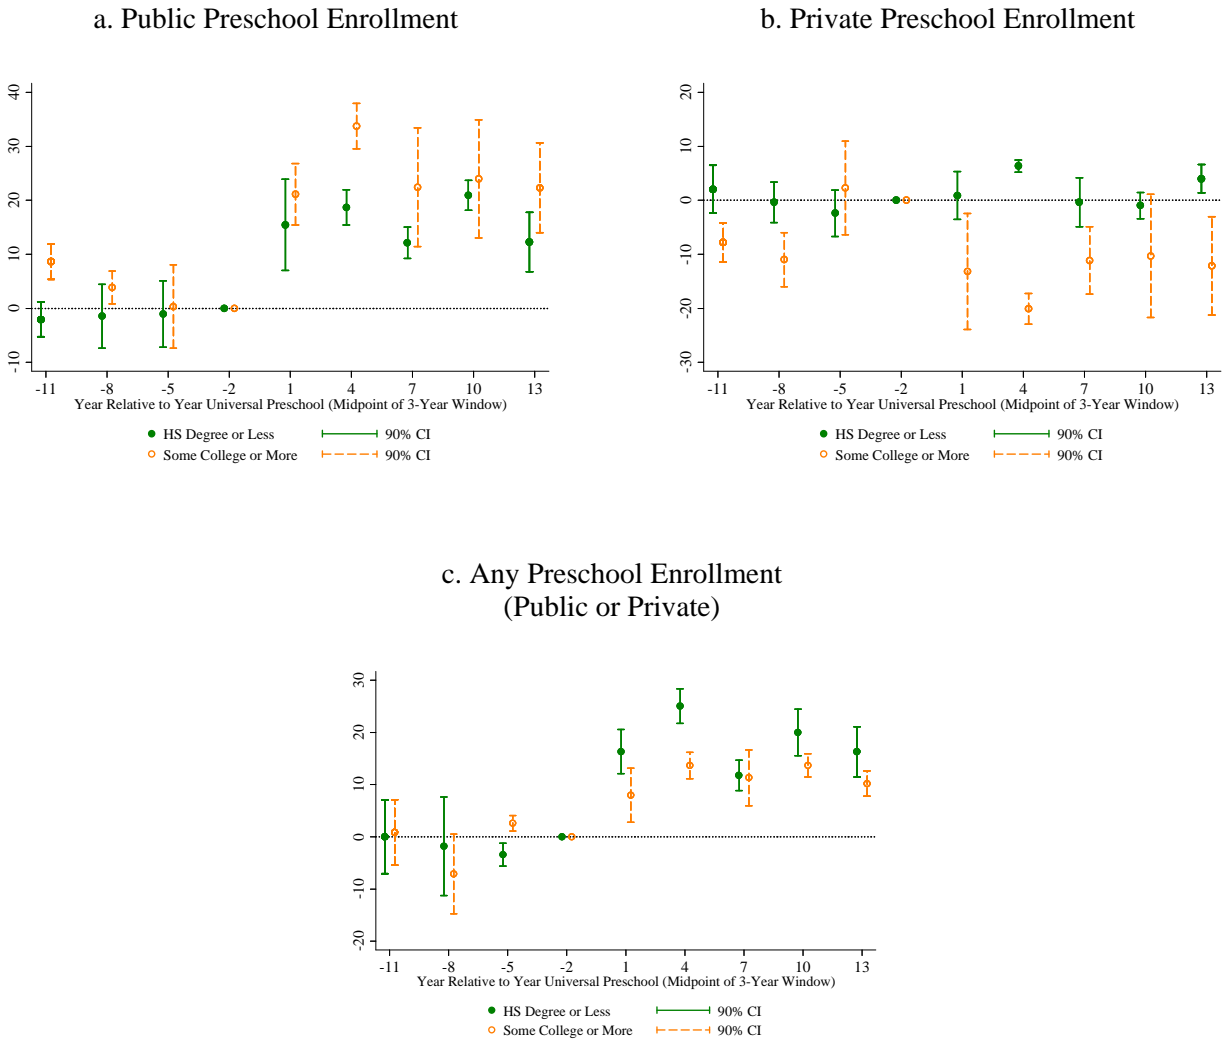 a. Public Preschool Enrollment
40
30
20
10
0
-10
-11 -8 -5 -2 1 4 7 10 13
Year Relative to Year Universal Preschool (Midpoint of 3-Year Window)
HS Degree or Less 90% CI
Some College or More 90% CI
b. Private Preschool Enrollment
20
10
0
-10
-20
-30
-11 -8 -5 -2 1 4 7 10 13
Year Relative to Year Universal Preschool (Midpoint of 3-Year Window)
HS Degree or Less 90% CI
Some College or More 90% CI
c. Any Preschool Enrollment
(Public or Private)
30
20
10
0
-10
-20
-11 -8 -5 -2 1 4 7 10 13
Year Relative to Year Universal Preschool (Midpoint of 3-Year Window)
HS Degree or Less 90% CI
Some College or More 90% CI